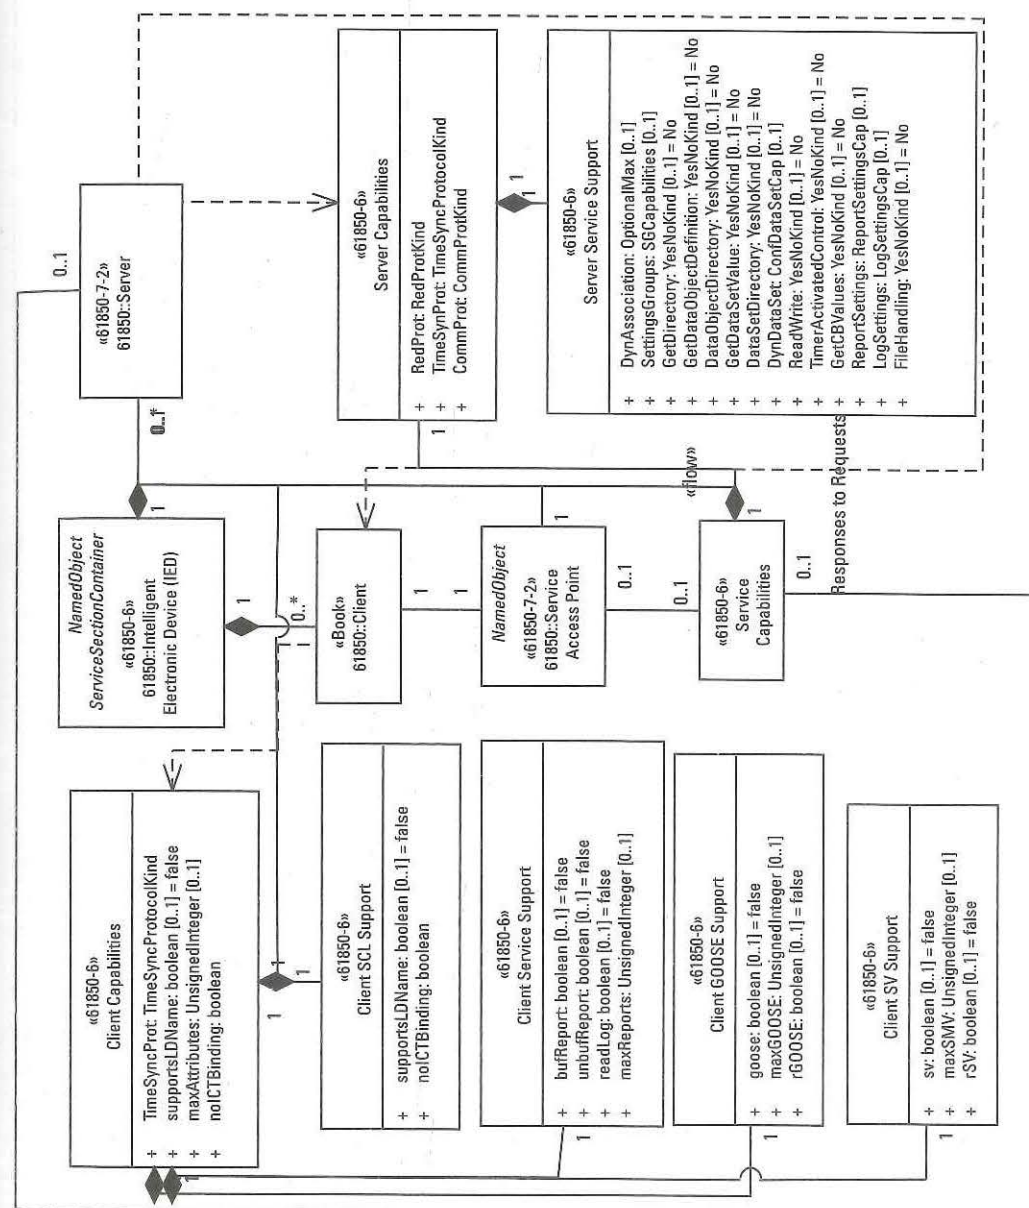 «61850-6»
Client Capabilities
+ TimeSyncProt: TimeSyncProtocolKind
+ supportsLDName: boolean [0..1] = false
+ maxAttributes: UnsignedInteger [0..1]
+ noICTBinding: boolean
1
1
1
1
«61850-6»
Client SCL Support
+ supportsLDName: boolean [0..1] = false
+ noICTBinding: boolean
«61850-6»
Client Service Support
+ bufReport: boolean [0..1] = false
+ unbufReport: boolean [0..1] = false
+ readLog: boolean [0..1] = false
+ maxReports: UnsignedInteger [0..1]
1
«61850-6»
Client GOOSE Support
+ goose: boolean [0..1] = false
+ maxGOOSE: UnsignedInteger [0..1]
+ rGOOSE: boolean [0..1] = false
1
«61850-6»
Client SV Support
+ sv: boolean [0..1] = false
+ maxSMV: UnsignedInteger [0..1]
+ rSV: boolean [0..1] = false
1
NamedObject
ServiceSectionContainer
«61850-6»
61850::Intelligent
Electronic Device (IED)
1
1
0..*
«Book»
61850::Client
1
1
NamedObject
«61850-7-2»
61850::Service
Access Point
1
0..1
0..1
«61850-6»
Service
Capabilities
1
0..1
«flow»
Responses to Requests
0..1
«61850-7-2»
61850::Server
0..1*
«61850-6»
Server Capabilities
+ RedProt: RedProtKind
+ TimeSynProt: TimeSyncProtocolKind
+ CommProt: CommProtKind
1
1
1
«61850-6»
Server Service Support
+ DynAssociation: OptionalMax [0..1]
+ SettingsGroups: SGCapabilities [0..1]
+ GetDirectory: YesNoKind [0..1] = No
+ GetDataObjectDefinition: YesNoKind [0..1] = No
+ DataObjectDirectory: YesNoKind [0..1] = No
+ GetDataSetValue: YesNoKind [0..1] = No
+ DataSetDirectory: YesNoKind [0..1] = No
+ DynDataSet: ConfDataSetCap [0..1]
+ ReadWrite: YesNoKind [0..1] = No
+ TimerActivatedControl: YesNoKind [0..1] = No
+ GetCBValues: YesNoKind [0..1] = No
+ ReportSettings: ReportSettingsCap [0..1]
+ LogSettings: LogSettingsCap [0..1]
+ FileHandling: YesNoKind [0..1] = No